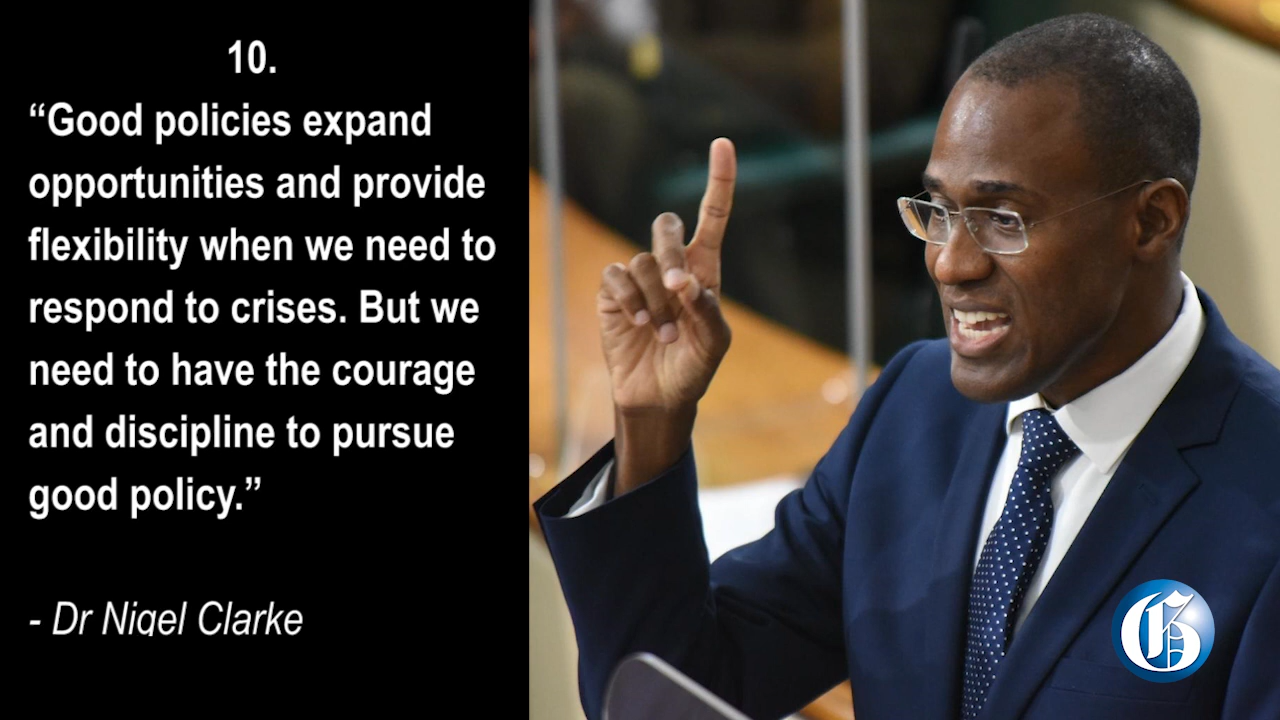 10.
“Good policies expand
opportunities and provide
flexibility when we need to
respond to crises. But we
need to have the courage
and discipline to pursue
good policy.”
- Dr Nigel Clarke
G